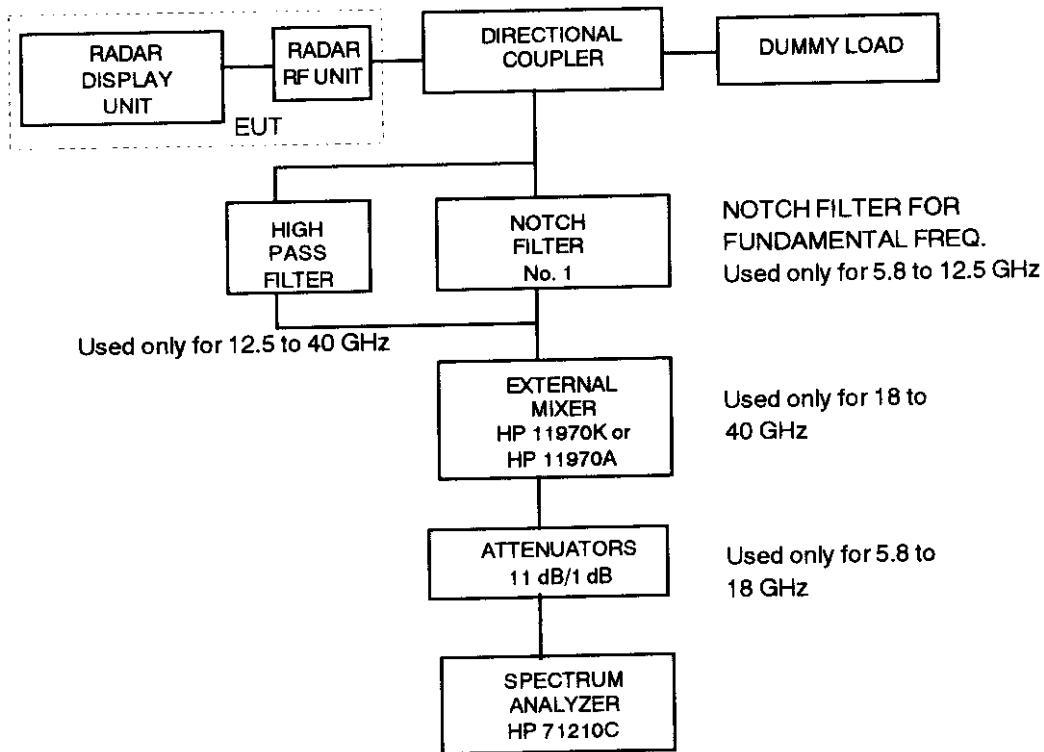 RADAR
DISPLAY
UNIT
RADAR
RF UNIT
EUT
DIRECTIONAL
COUPLER
DUMMY LOAD
HIGH
PASS
FILTER
NOTCH
FILTER
No. 1
NOTCH FILTER FOR
FUNDAMENTAL FREQ.
Used only for 5.8 to 12.5 GHz
Used only for 12.5 to 40 GHz
EXTERNAL
MIXER
HP 11970K or
HP 11970A
Used only for 18 to
40 GHz
ATTENUATORS
11 dB/1 dB
Used only for 5.8 to
18 GHz
SPECTRUM
ANALYZER
HP 71210C